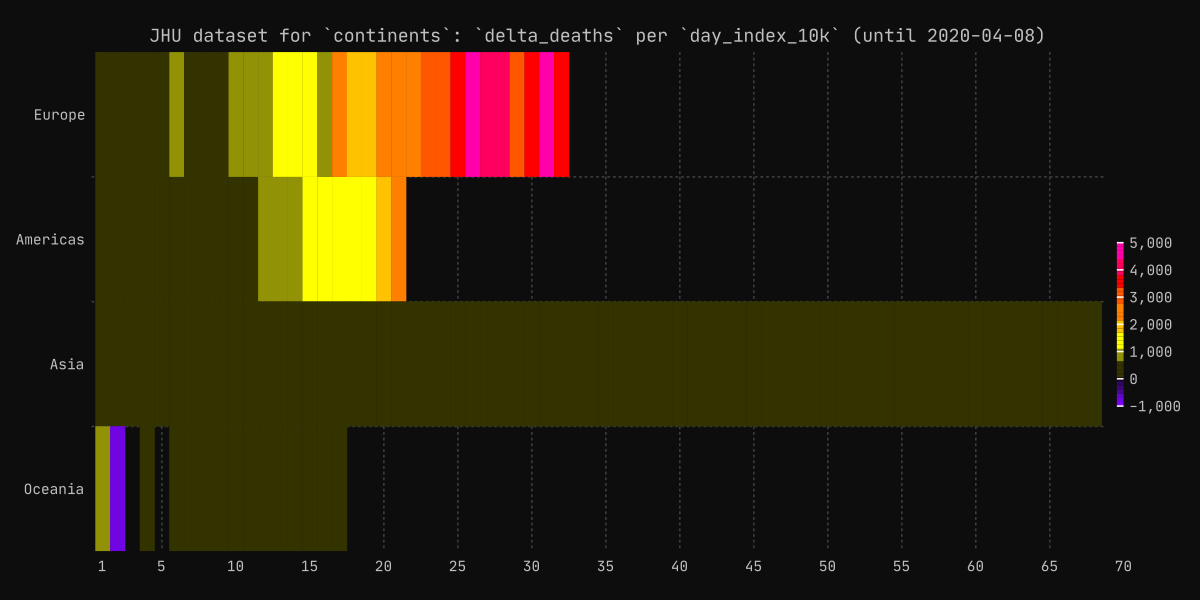 JHU dataset for `continents`: `delta_deaths` per `day_index_10k` (until 2020-04-08)
Europe
Americas
Asia
Oceania
5,000
4,000
3,000
2,000
1,000
0
-1,000
1 5 10 15 20 25 30 35 40 45 50 55 60 65 70